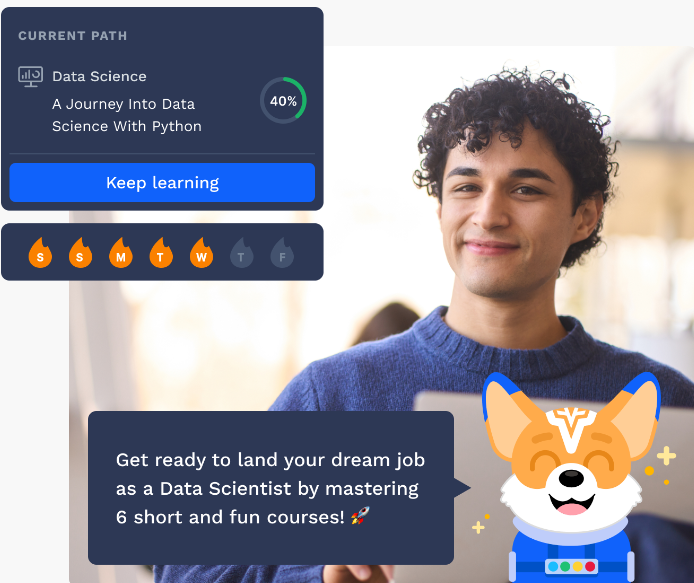 CURRENT PATH
Data Science
A Journey Into Data
Science With Python
40%
Keep learning
S S M T W T F
Get ready to land your dream job
as a Data Scientist by mastering
6 short and fun courses! 🚀